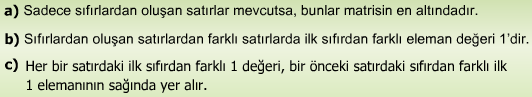 a) Sadece sıfırlardan oluşan satırlar mevcutsa, bunlar matrisin en altındadır.
b) Sıfırlardan oluşan satırlardan farklı satırlarda ilk sıfırdan farklı eleman değeri 1'dir.
c) Her bir satırdaki ilk sıfırdan farklı 1 değeri, bir önceki satırdaki sıfırdan farklı ilk
1 elemanının sağında yer alır.